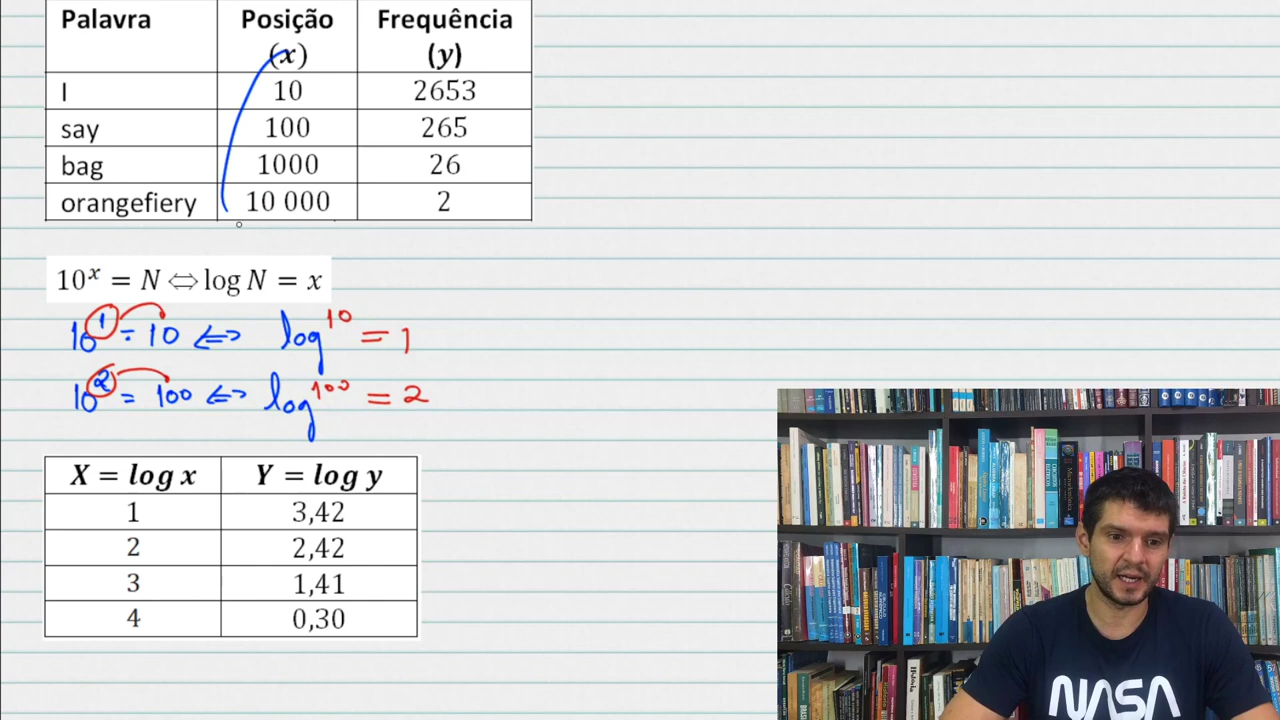 Palavra Posição (x) Frequência (y)
I 10 2653
say 100 265
bag 1000 26
orangefiery 10 000 2
10^x = N ⇔ log N = x
10^1 = 10 ⇔ log 10 = 1
10^2 = 100 ⇔ log 100 = 2
X = log x Y = log y
1 3,42
2 2,42
3 1,41
4 0,30
NASA